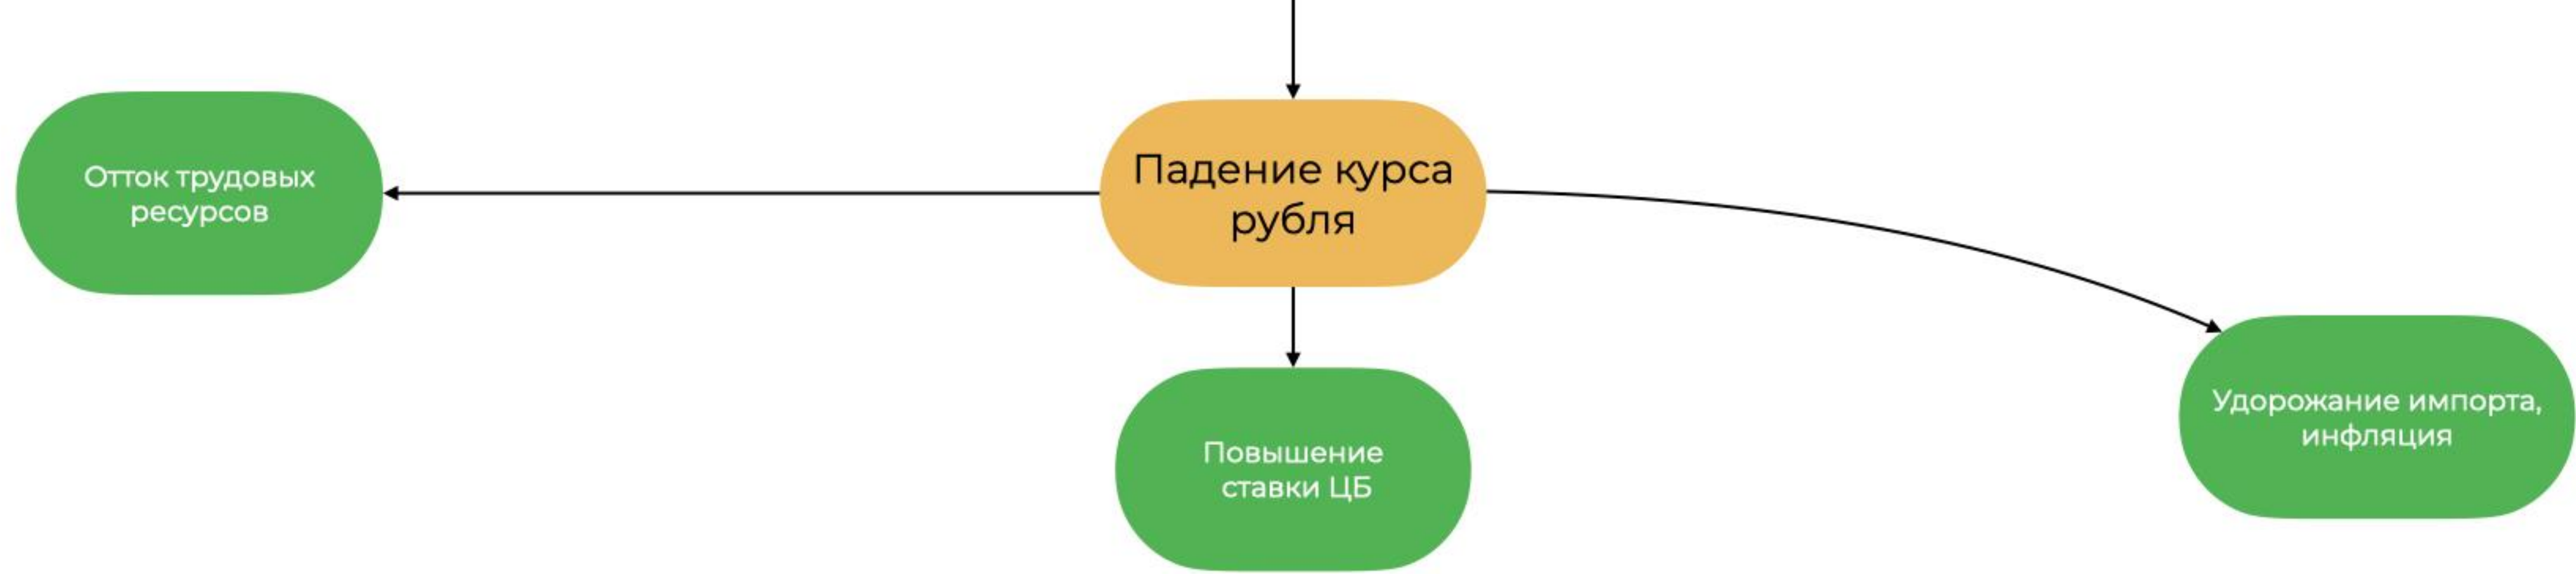 Отток трудовых
ресурсов
Падение курса
рубля
Повышение
ставки ЦБ
Удорожание импорта,
инфляция